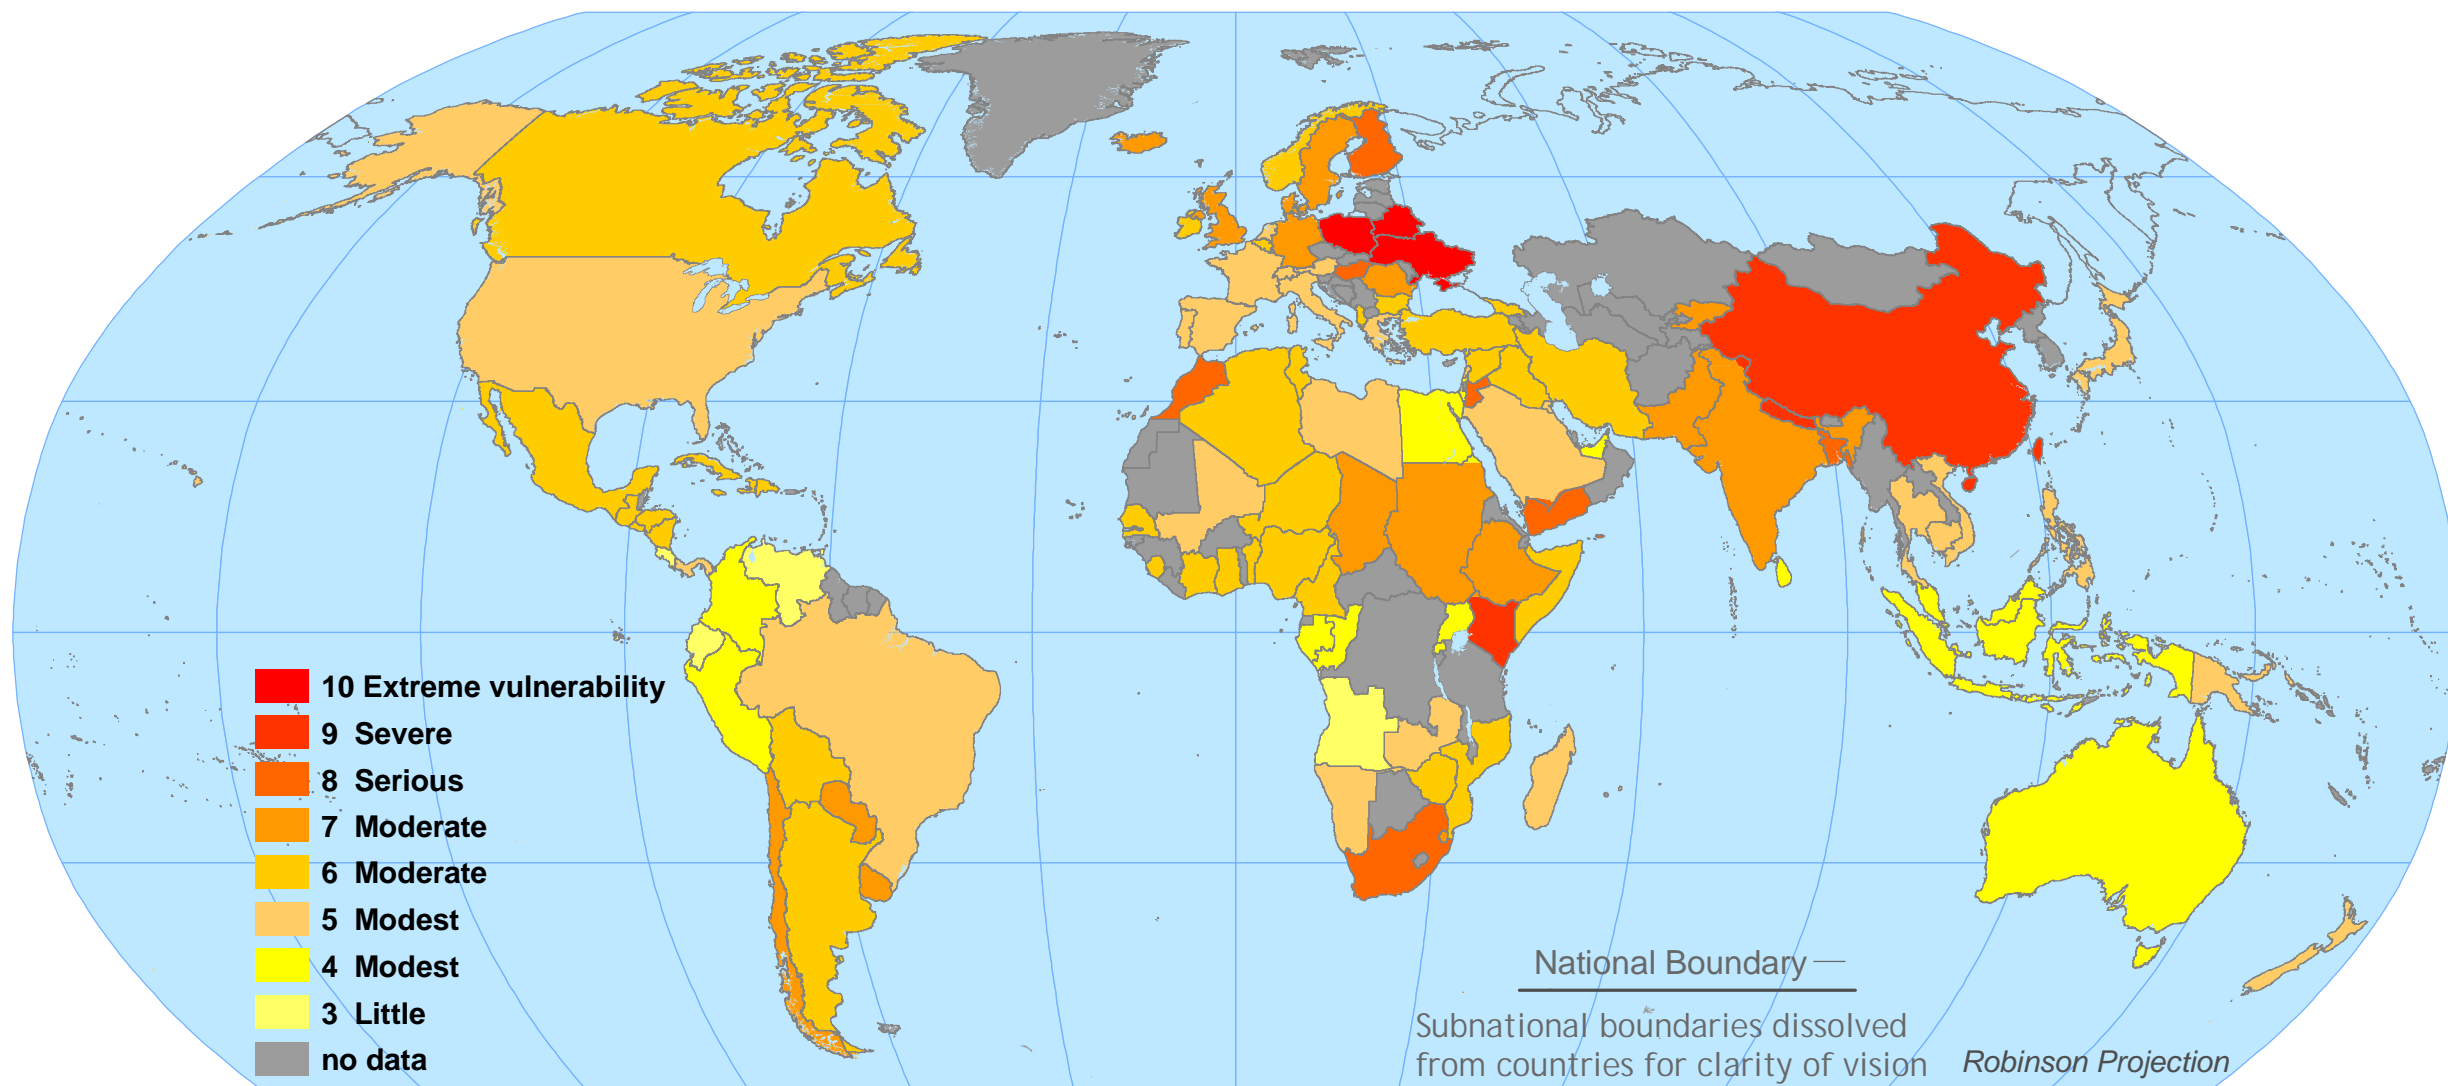 10 Extreme vulnerability
9 Severe
8 Serious
7 Moderate
6 Moderate
5 Modest
4 Modest
3 Little
no data
National Boundary
Subnational boundaries dissolved
from countries for clarity of vision
Robinson Projection